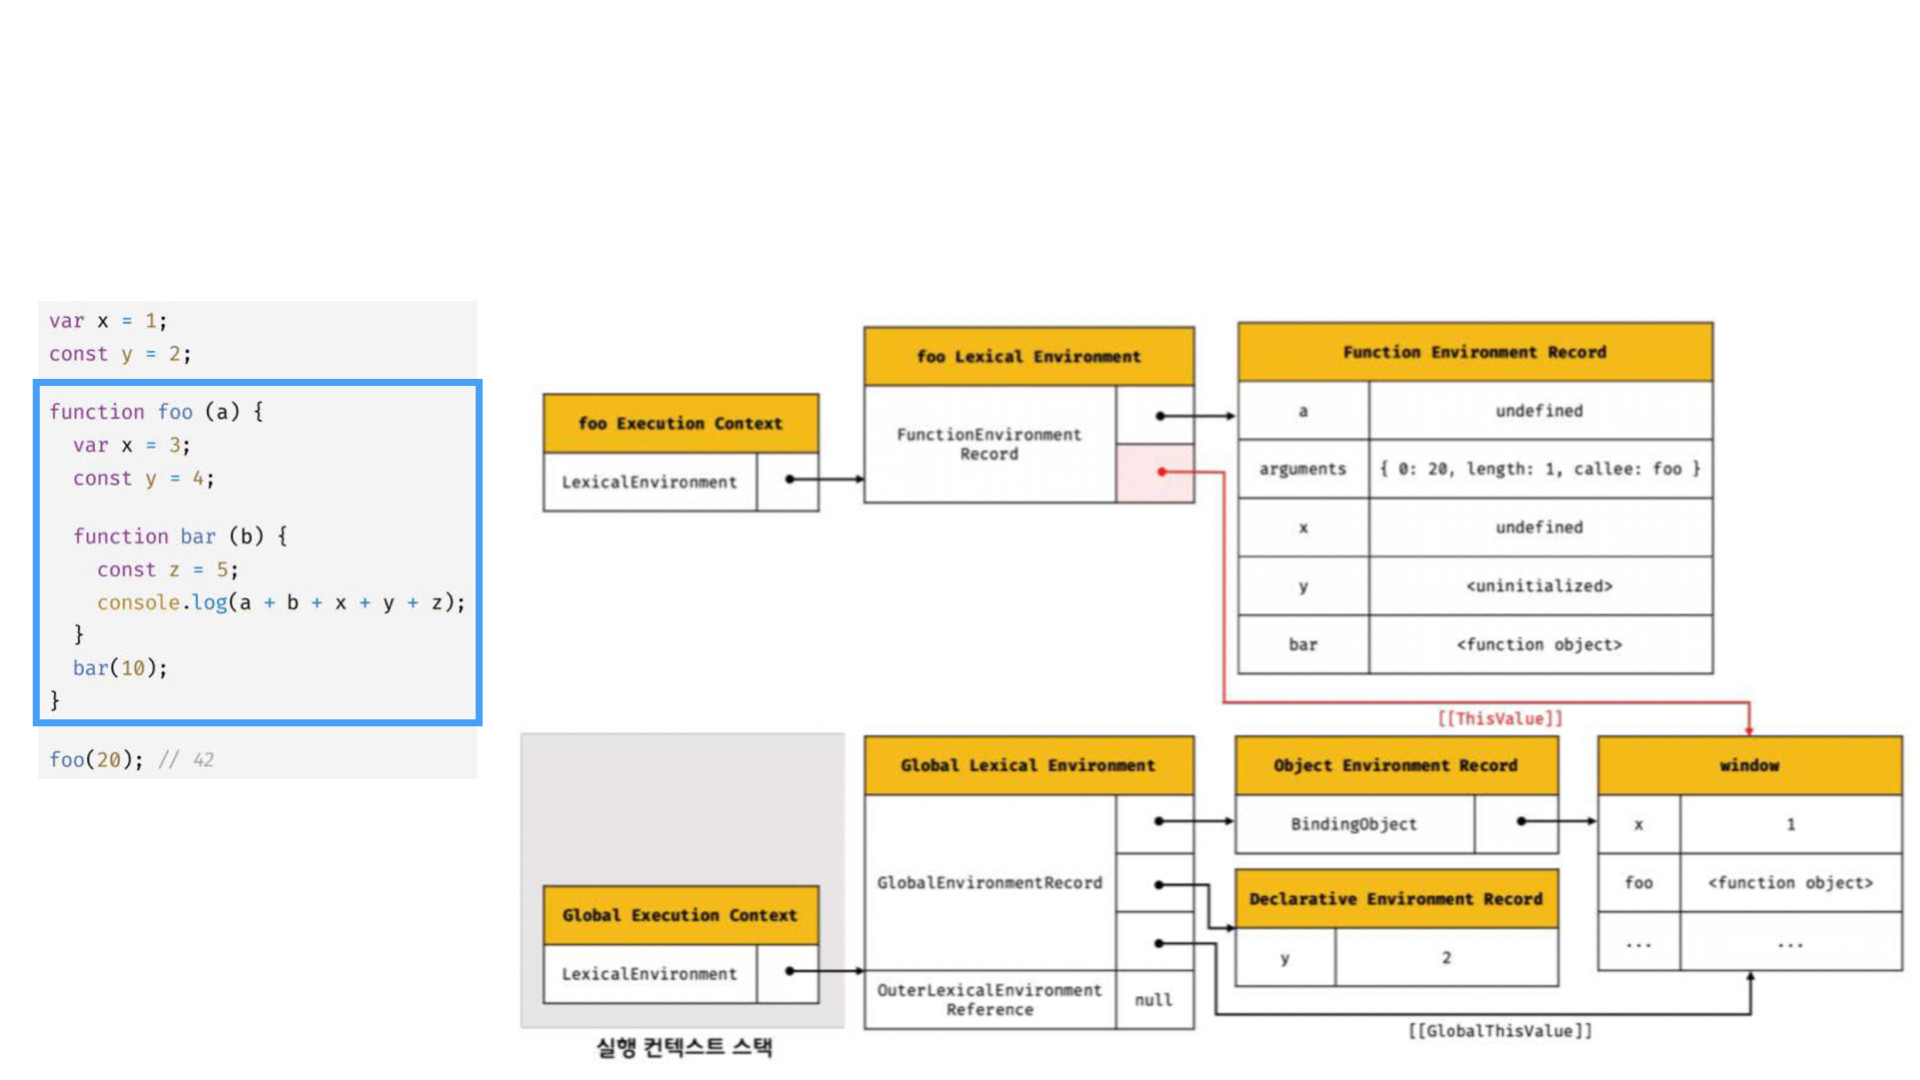 var x = 1;
const y = 2;
function foo (a) {
var x = 3;
const y = 4;
function bar (b) {
const z = 5;
console.log(a + b + x + y + z);
}
bar(10);
}
foo(20); // 42
foo Execution Context
LexicalEnvironment
foo Lexical Environment
FunctionEnvironment
Record
Function Environment Record
a undefined
arguments { 0: 20, length: 1, callee: foo }
x undefined
y <uninitialized>
bar <function object>
[[ThisValue]]
Global Execution Context
LexicalEnvironment
실행 컨텍스트 스택
Global Lexical Environment
GlobalEnvironmentRecord
OuterLexicalEnvironment
Reference
null
Object Environment Record
BindingObject
Declarative Environment Record
y 2
window
x 1
foo <function object>
... ...
[[GlobalThisValue]]